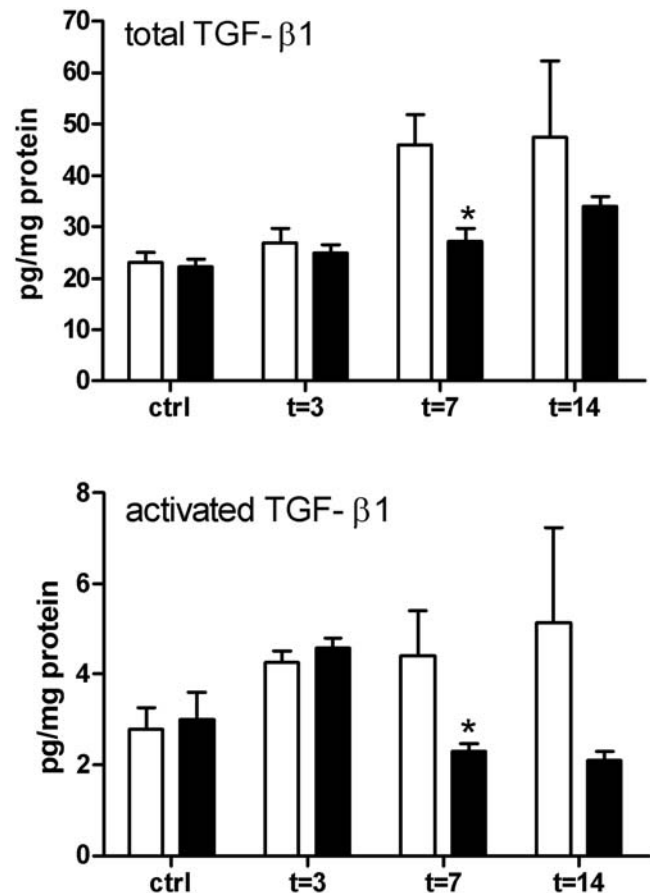 total TGF- β1
pg/mg protein
70
60
50
40
30
20
10
0
*
ctrl t=3 t=7 t=14
activated TGF- β1
pg/mg protein
8
6
4
2
0
*
ctrl t=3 t=7 t=14